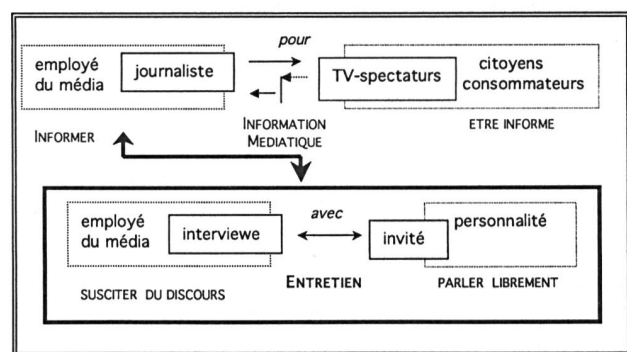 pour
employé
du média
journaliste
TV-spectaturs
citoyens
consommateurs
INFORMER
INFORMATION
MEDIATIQUE
ETRE INFORME
employé
du média
interviewe
avec
invité
personnalité
SUSCITER DU DISCOURS
ENTRETIEN
PARLER LIBREMENT